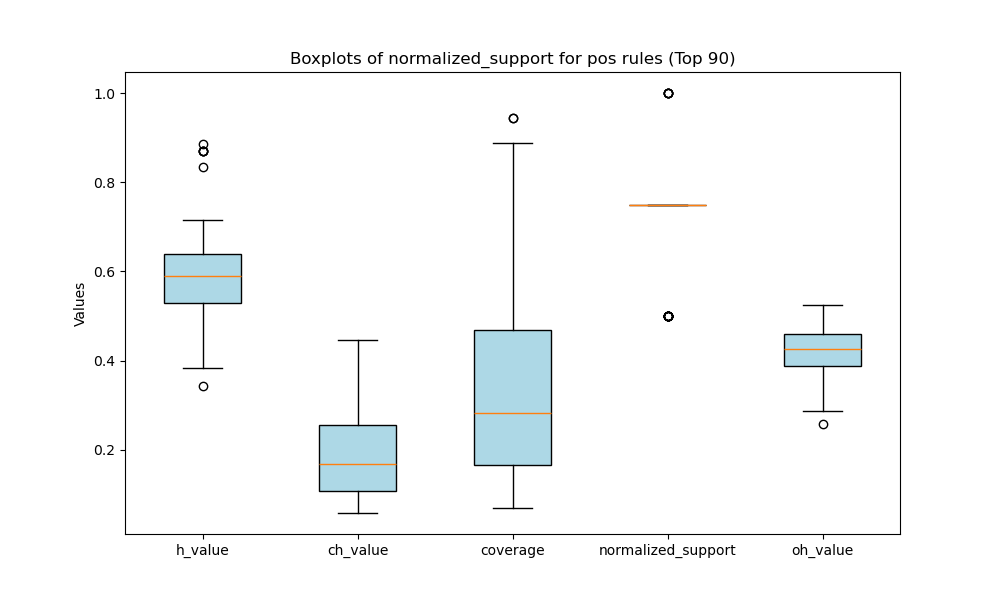 Boxplots of normalized_support for pos rules (Top 90)
1.0
0.8
0.6
0.4
0.2
Values
h_value
ch_value
coverage
normalized_support
oh_value